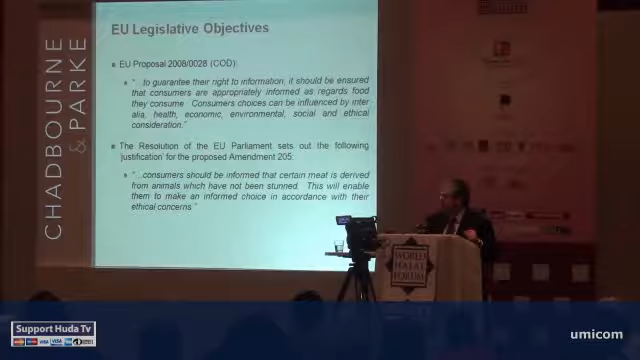 CHADBOURNE
& PARKE
EU Legislative Objectives
EU Proposal 2008/0028 (COD):
"...to guarantee their right to information, it should be ensured
that consumers are appropriately informed as regards food
they consume Consumers choices can be influenced by inter
alia, health, economic, environmental, social and ethical
consideration."
The Resolution of the EU Parliament sets out the following
'justification' for the proposed Amendment 205:
"...consumers should be informed that certain meat is derived
from animals which have not been stunned. This will enable
them to make an informed choice in accordance with their
ethical concerns"
WORLD
HALAL
FORUM
Support Huda Tv
umicom